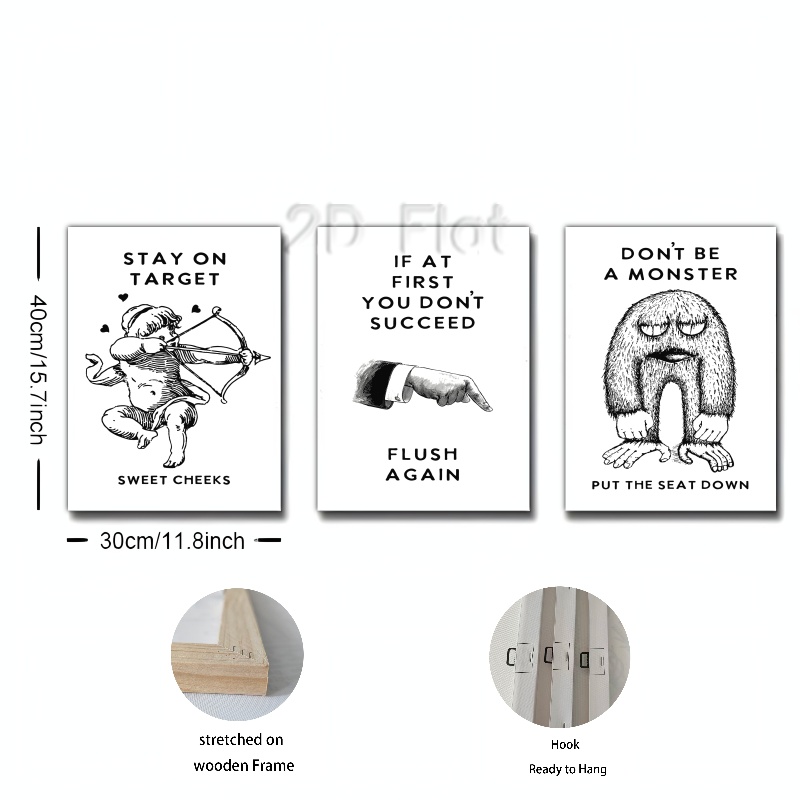 2D Flat
STAY ON
TARGET
SWEET CHEEKS
IF AT
FIRST
YOU DON'T
SUCCEED
FLUSH
AGAIN
DON'T BE
A MONSTER
PUT THE SEAT DOWN
40cm/15.7inch
30cm/11.8inch
stretched on
wooden Frame
Hook
Ready to Hang